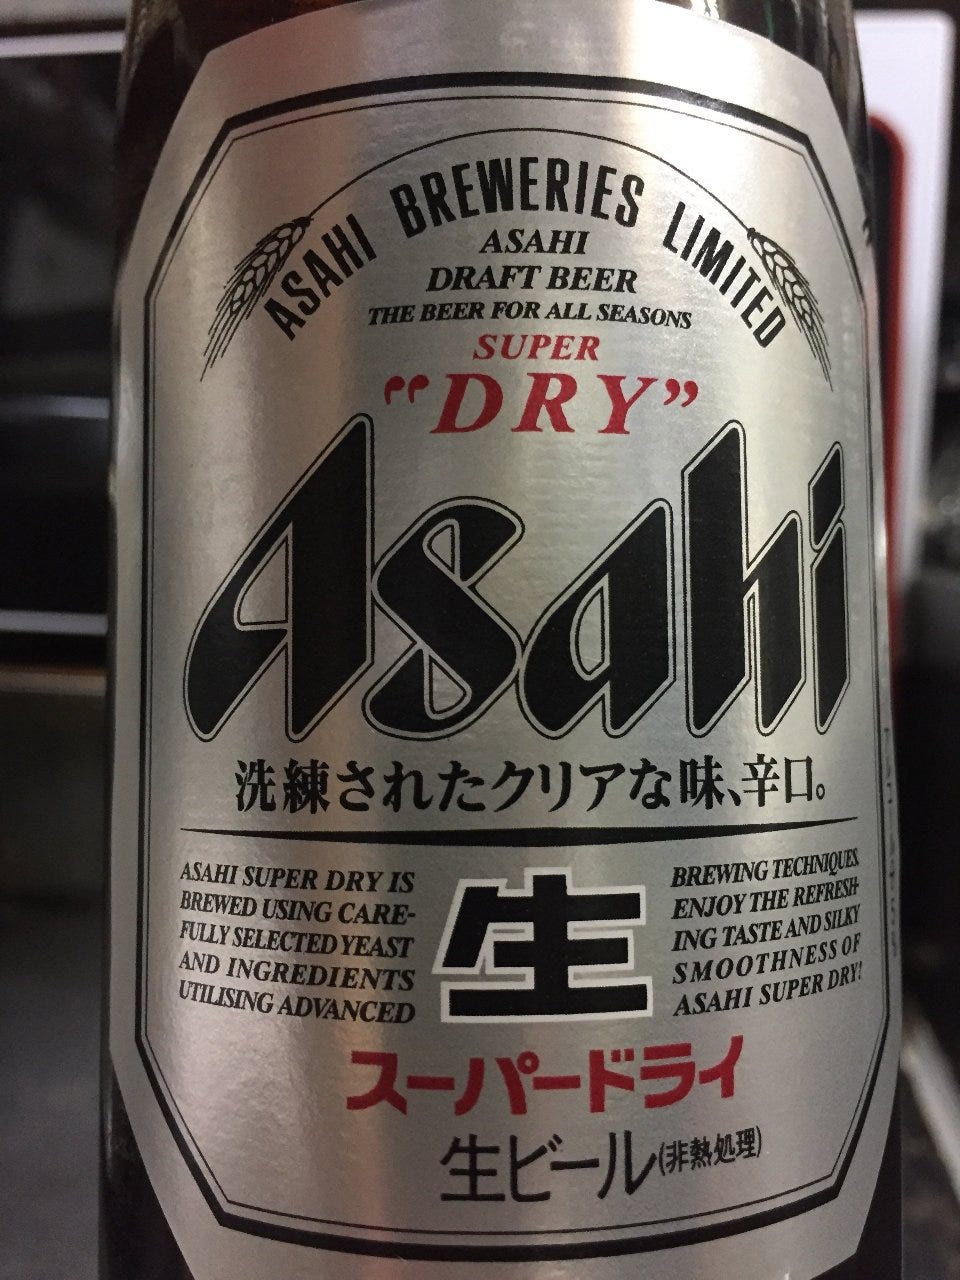 ASAHI BREWERIES LIMITED
ASAHI
DRAFT BEER
THE BEER FOR ALL SEASONS
SUPER
"DRY"
Asahi
洗練されたクリアな味、辛口。
ASAHI SUPER DRY IS
BREWED USING CARE-
FULLY SELECTED YEAST
AND INGREDIENTS
UTILISING ADVANCED
生
BREWING TECHNIQUES.
ENJOY THE REFRESH-
ING TASTE AND SILKY
SMOOTHNESS OF
ASAHI SUPER DRY!
スーパードライ
生ビール(非熱処理)